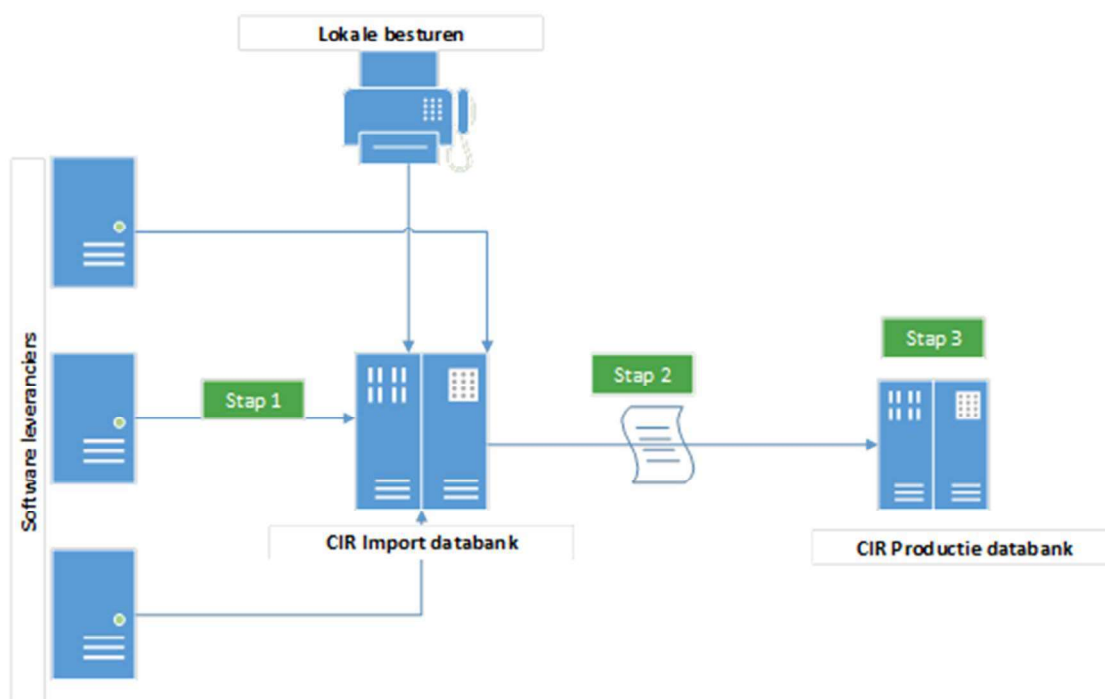 Lokale besturen
Software leveranciers
Stap 1
Stap 2
Stap 3
CIR Import databank
CIR Productie databank